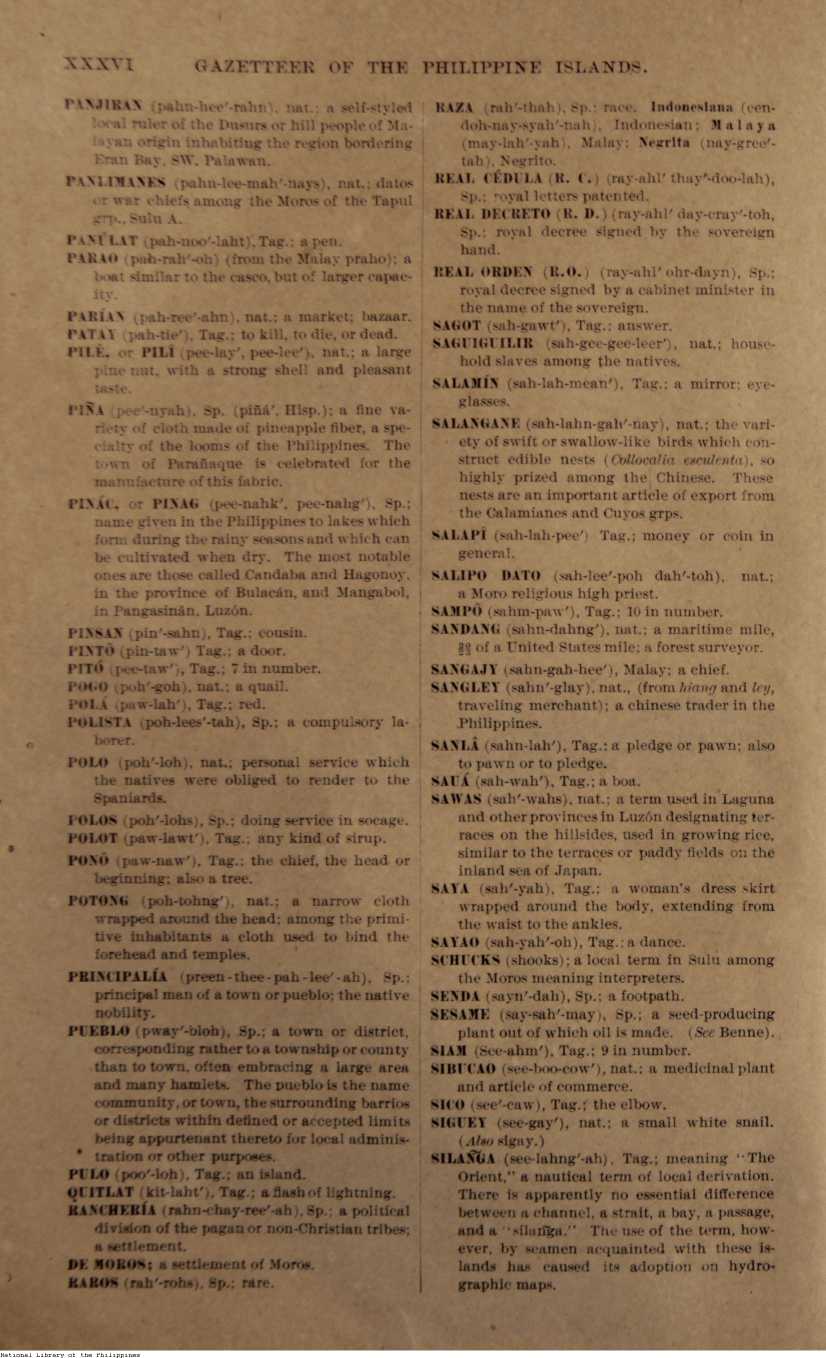 XXXVI GAZETTEER OF THE PHILIPPINE ISLANDS.
PANJIRAN (pahn-hee′-rahn), nat.; a self-styled
local ruler of the Dusurs or hill people of Ma-
layan origin inhabiting the region bordering
Eran Bay, SW. Palawan.
PANLIMANES (pahn-lee-mah′-nays), nat.; datos
or war chiefs among the Moros of the Tapul
grp., Sulu A.
PANÚLAT (pah-noo′-laht), Tag.; a pen.
PARAO (pah-rah′-oh) (from the Malay praho); a
boat similar to the casco, but of larger capac-
ity.
PARÍAN (pah-ree′-ahn), nat.; a market; bazaar.
PATAY (pah-tie′), Tag.; to kill, to die, or dead.
PILÉ, or PILÍ (pee-lay′, pee-lee′), nat.; a large
pine nut, with a strong shell and pleasant
taste.
PIÑA (pee′-nyah), Sp. (piñá′, Hisp.); a fine va-
riety of cloth made of pineapple fiber, a spe-
cialty of the looms of the Philippines. The
town of Parañaque is celebrated for the
manufacture of this fabric.
PINÁC, or PINAG (pee-nahk′, pee-nahg′), Sp.;
name given in the Philippines to lakes which
form during the rainy seasons and which can
be cultivated when dry. The most notable
ones are those called Candaba and Hagonoy,
in the province of Bulacán, and Mangabol,
in Pangasinán, Luzón.
PINSAN (pin′-sahn), Tag.; cousin.
PINTÓ (pin-taw′) Tag.; a door.
PITÓ (pee-taw′), Tag.; 7 in number.
POGO (poh′-goh), nat.; a quail.
POLÁ (paw-lah′), Tag.; red.
POLISTA (poh-lees′-tah), Sp.; a compulsory la-
borer.
POLO (poh′-loh), nat.; personal service which
the natives were obliged to render to the
Spaniards.
POLOS (poh′-lohs), Sp.; doing service in socage.
POLOT (paw-lawt′), Tag.; any kind of sirup.
PONÓ (paw-naw′), Tag.; the chief, the head or
beginning; also a tree.
POTONG (poh-tohng′), nat.; a narrow cloth
wrapped around the head; among the primi-
tive inhabitants a cloth used to bind the
forehead and temples.
PRINCIPALÍA (preen-thee-pah-lee′-ah), Sp.;
principal man of a town or pueblo; the native
nobility.
PUEBLO (pway′-bloh), Sp.; a town or district,
corresponding rather to a township or county
than to town, often embracing a large area
and many hamlets. The pueblo is the name
community, or town, the surrounding barrios
or districts within defined or accepted limits
being appurtenant thereto for local adminis-
tration or other purposes.
PULO (poo′-loh), Tag.; an island.
QUITLAT (kit-laht′), Tag.; a flash of lightning.
RANCHERÍA (rahn-chay-ree′-ah), Sp.; a political
division of the pagan or non-Christian tribes;
a settlement.
DE MOROS; a settlement of Moros.
RAROS (rah′-rohs), Sp.; rare.
RAZA (rah′-thah), Sp.; race. Indonesiana (een-
doh-nay-syah′-nah), Indonesian; Malaya
(may-lah′-yah), Malay; Negrita (nay-gree′-
tah), Negrito.
REAL CÉDULA (R. C.) (ray-ahl′ thay′-doo-lah),
Sp.; royal letters patented.
REAL DECRETO (R. D.) (ray-ahl′ day-cray′-toh,
Sp.; royal decree signed by the sovereign
hand.
REAL ORDEN (R.O.) (ray-ahl′ ohr-dayn), Sp.;
royal decree signed by a cabinet minister in
the name of the sovereign.
SAGOT (sah-gawt′), Tag.; answer.
SAGUIGUILIR (sah-gee-gee-leer′), nat.; house-
hold slaves among the natives.
SALAMÍN (sah-lah-mean′), Tag.; a mirror; eye-
glasses.
SALANGANE (sah-lahn-gah′-nay), nat.; the vari-
ety of swift or swallow-like birds which con-
struct edible nests (Collocalia esculenta), so
highly prized among the Chinese. These
nests are an important article of export from
the Calamianes and Cuyos grps.
SALAPÍ (sah-lah-pee′) Tag.; money or coin in
general.
SALIPO DATO (sah-lee′-poh dah′-toh), nat.;
a Moro religious high priest.
SAMPÓ (sahm-paw′), Tag.; 10 in number.
SANDANG (sahn-dahng′), nat.; a maritime mile,
of a United States mile; a forest surveyor.
SANGAJY (sahn-gah-hee′), Malay; a chief.
SANGLEY (sahn′-glay), nat., (from hiang and ley,
traveling merchant); a chinese trader in the
Philippines.
SANLÂ (sahn-lah′), Tag.; a pledge or pawn; also
to pawn or to pledge.
SAUÁ (sah-wah′), Tag.; a boa.
SAWAS (sah′-wahs), nat.; a term used in Laguna
and other provinces in Luzón designating ter-
races on the hillsides, used in growing rice,
similar to the terraces or paddy fields on the
inland sea of Japan.
SAYA (sah′-yah), Tag.; a woman's dress skirt
wrapped around the body, extending from
the waist to the ankles.
SAYAO (sah-yah′-oh), Tag.; a dance.
SCHUCKS (shooks); a local term in Sulu among
the Moros meaning interpreters.
SENDA (sayn′-dah), Sp.; a footpath.
SESAME (say-sah′-may), Sp.; a seed-producing
plant out of which oil is made. (See Benne).
SIAM (See-ahm′), Tag.; 9 in number.
SIBUCAO (see-boo-cow′), nat.; a medicinal plant
and article of commerce.
SICO (see′-caw), Tag.; the elbow.
SIGUEY (see-gay′), nat.; a small white snail.
(Also sigay.)
SILAÑGA (see-lahng′-ah), Tag.; meaning "The
Orient," a nautical term of local derivation.
There is apparently no essential difference
between a channel, a strait, a bay, a passage,
and a "silañga." The use of the term, how-
ever, by seamen acquainted with these is-
lands has caused its adoption on hydro-
graphic maps.
National Library of the Philippines